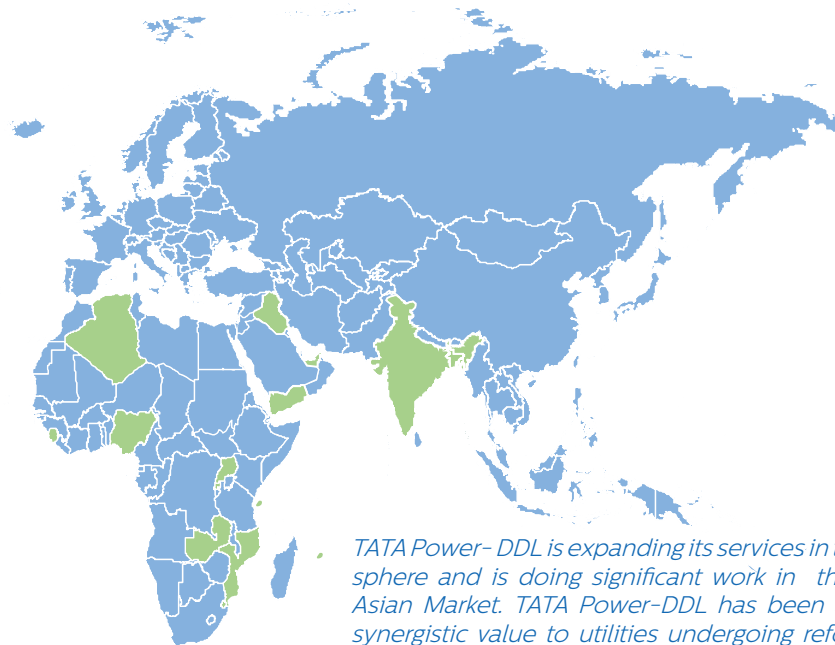 TATA Power- DDL is expanding its services in
sphere and is doing significant work in
Asian Market. TATA Power-DDL has been
synergistic value to utilities undergoing